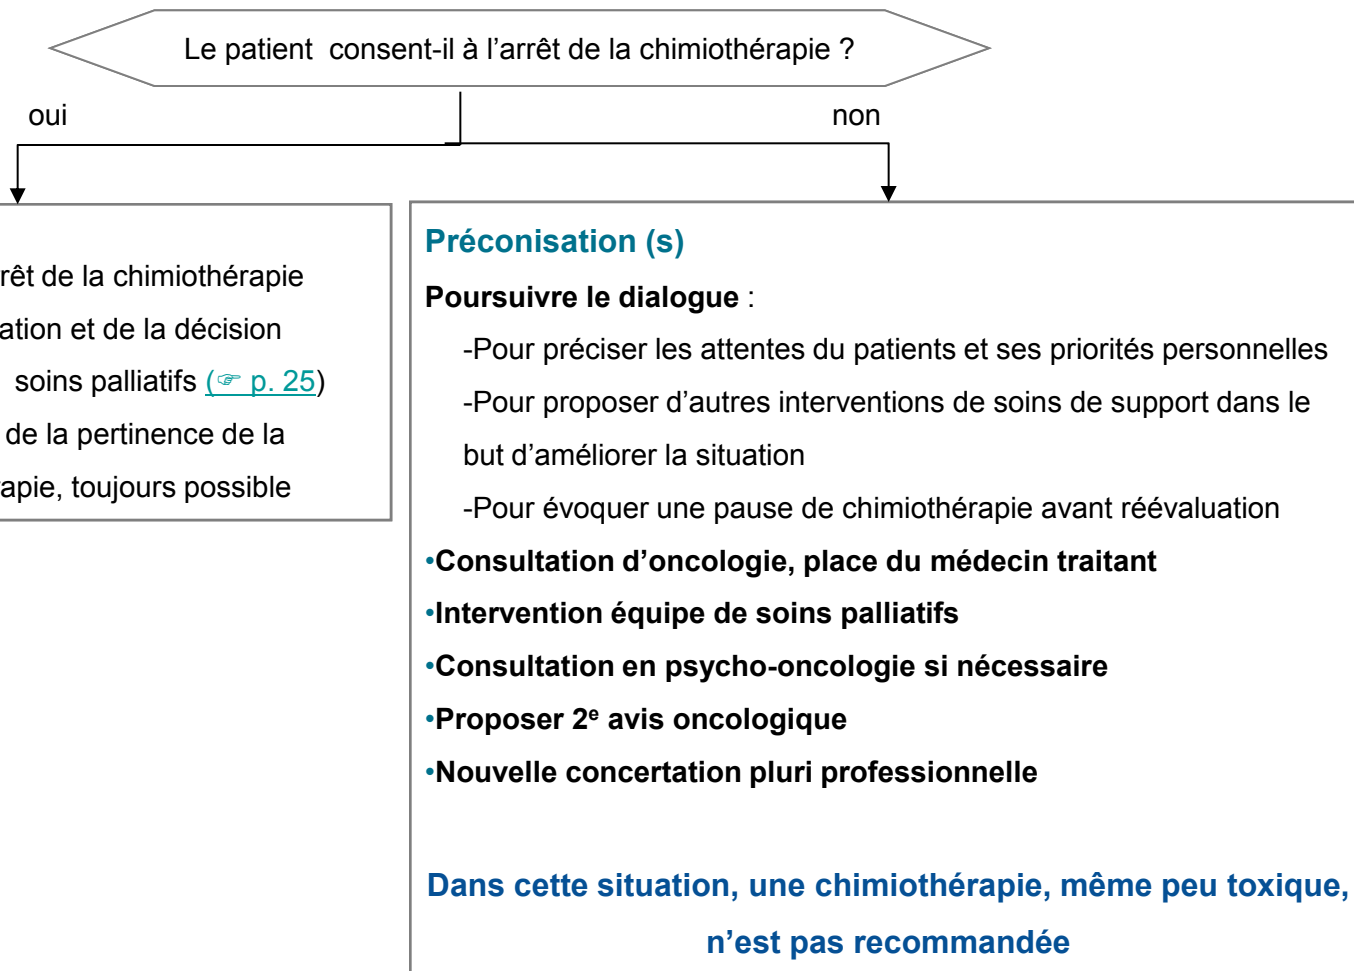 Le patient  consent-il à l’arrêt de la chimiothérapie ?
oui
non
rêt de la chimiothérapie
ation et de la décision
soins palliatifs (☞ p. 25)
de la pertinence de la
rapie, toujours possible
Préconisation (s)
Poursuivre le dialogue :
-Pour préciser les attentes du patients et ses priorités personnelles
-Pour proposer d’autres interventions de soins de support dans le
but d’améliorer la situation
-Pour évoquer une pause de chimiothérapie avant réévaluation
•Consultation d’oncologie, place du médecin traitant
•Intervention équipe de soins palliatifs
•Consultation en psycho-oncologie si nécessaire
•Proposer 2e avis oncologique
•Nouvelle concertation pluri professionnelle
Dans cette situation, une chimiothérapie, même peu toxique,
n’est pas recommandée